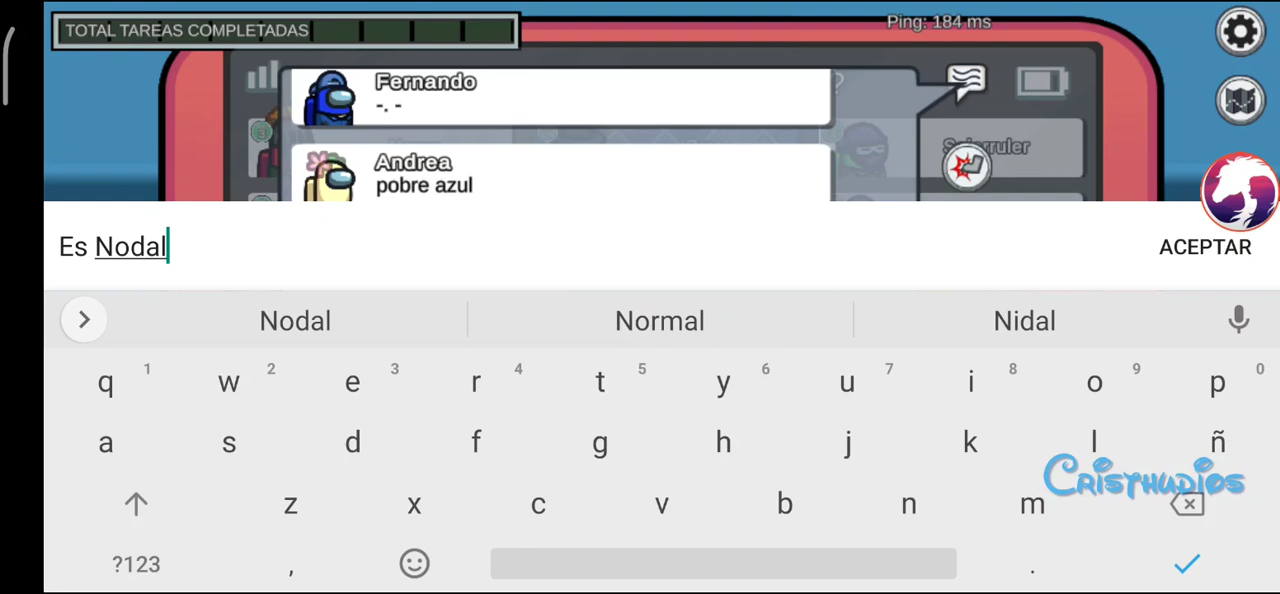 TOTAL TAREAS COMPLETADAS
Ping: 184 ms
Fernando
-. -
Andrea
pobre azul
Es Nodal
ACEPTAR
Nodal Normal Nidal
q 1 w 2 e 3 r 4 t 5 y 6 u 7 i 8 o 9 p 0
a s d f g h j k l ñ
Cristhudios
z x c v b n m
?123 , .